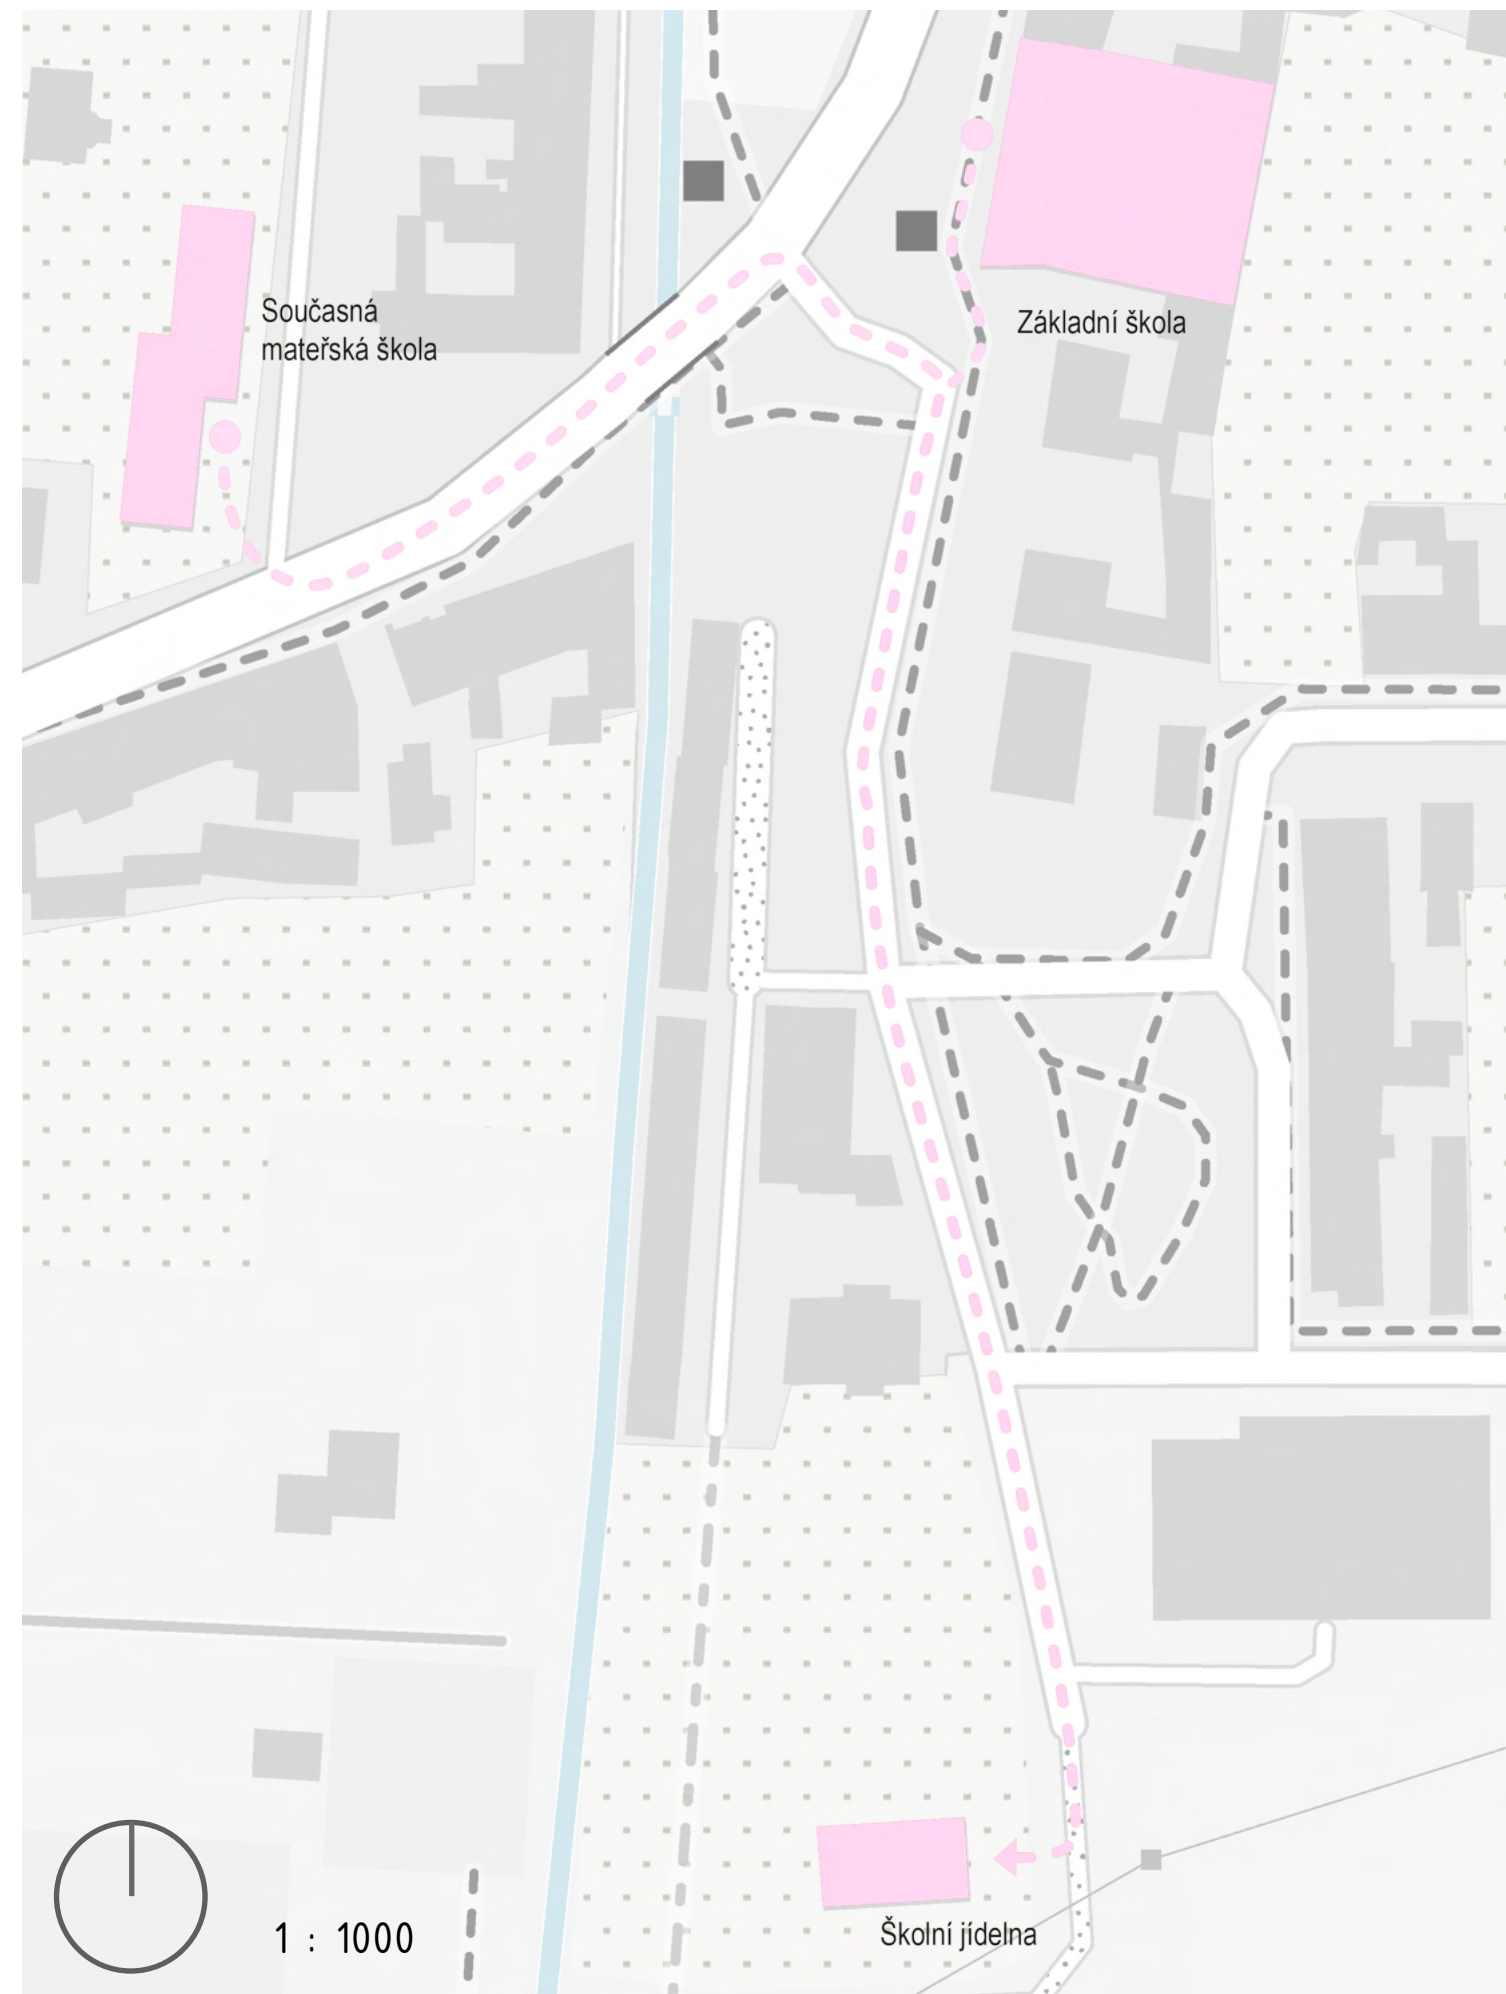 Současná
mateřská škola
Základní škola
Školní jídelna
1 : 1000